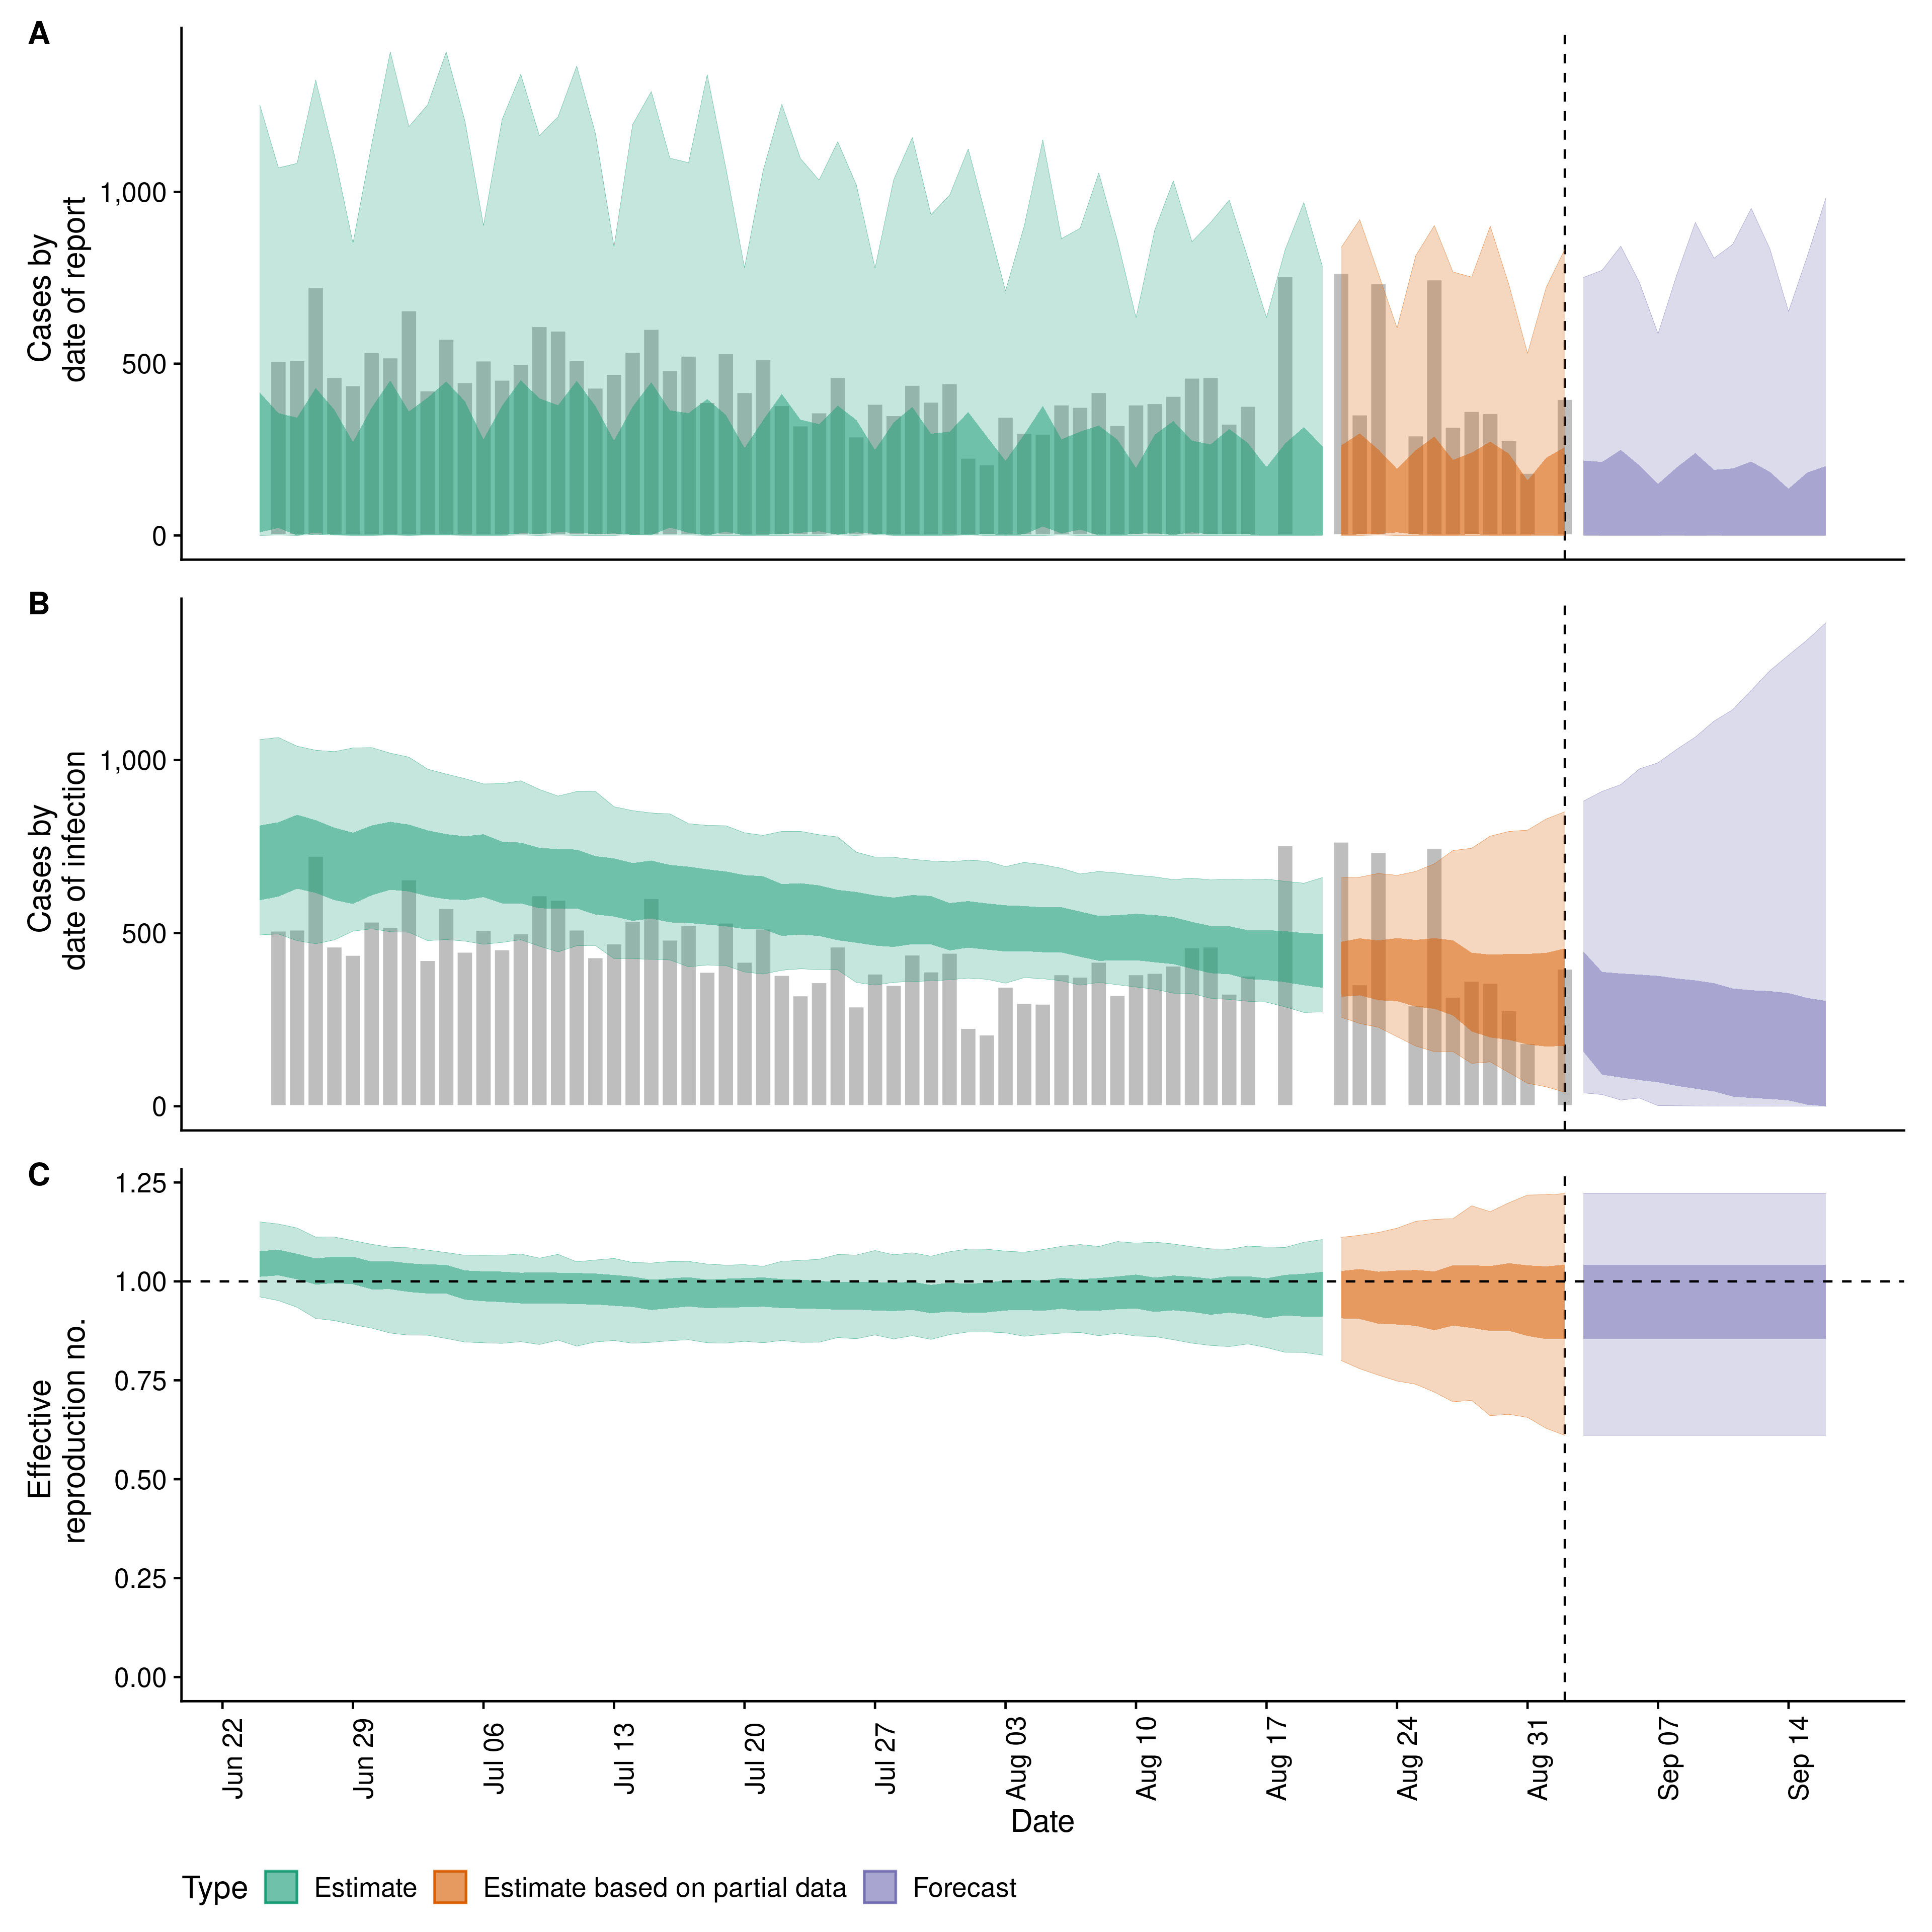 A
Cases by
date of report
1,000
500
0
B
Cases by
date of infection
1,000
500
0
C
Effective
reproduction no.
1.25
1.00
0.75
0.50
0.25
0.00
Jun 22
Jun 29
Jul 06
Jul 13
Jul 20
Jul 27
Aug 03
Aug 10
Aug 17
Aug 24
Aug 31
Sep 07
Sep 14
Date
Type Estimate Estimate based on partial data Forecast